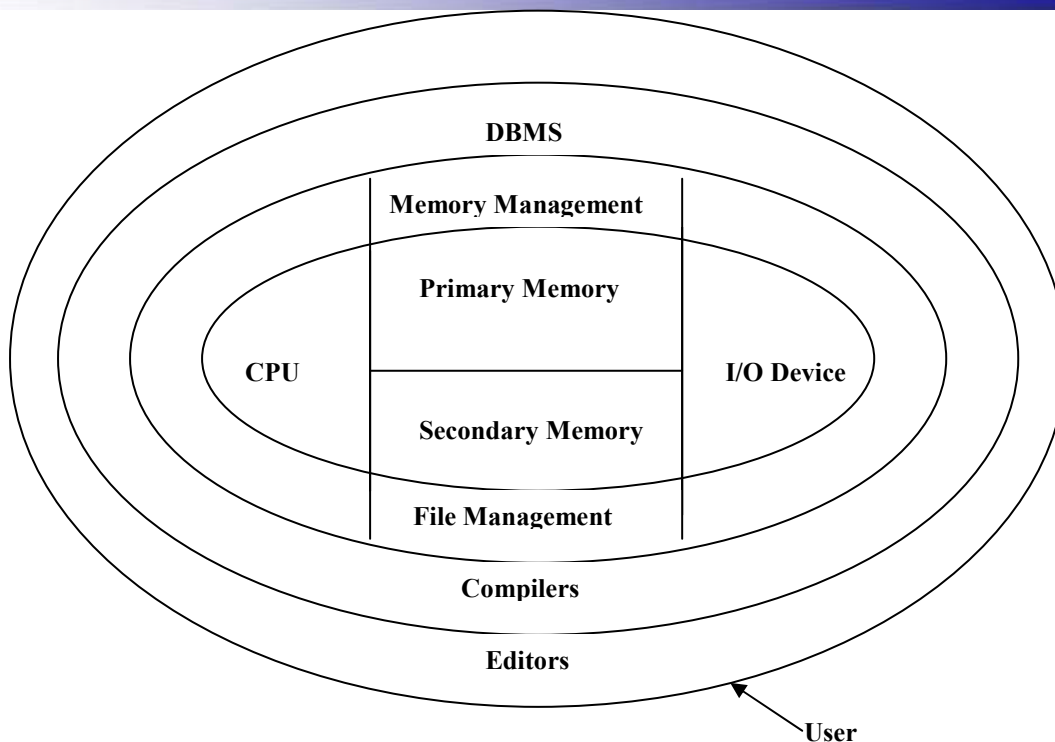 DBMS
Memory Management
Primary Memory
CPU
I/O Device
Secondary Memory
File Management
Compilers
Editors
User